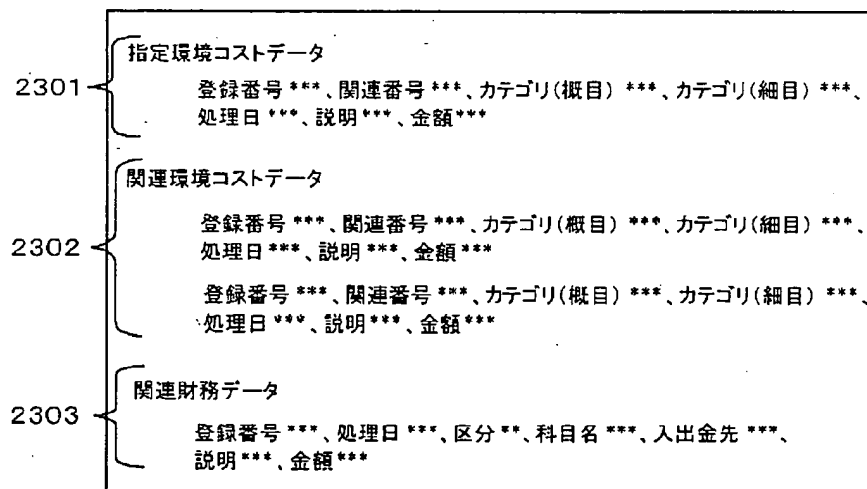 指定環境コストデータ
2301
登録番号***、関連番号***、カテゴリ(概目) ***、カテゴリ(細目) ***、
処理日***、説明***、金額***
関連環境コストデータ
2302
登録番号***、関連番号***、カテゴリ(概目) ***、カテゴリ(細目) ***、
処理日***、説明***、金額***
登録番号***、関連番号***、カテゴリ(概目) ***、カテゴリ(細目) ***、
処理日***、説明***、金額***
関連財務データ
2303
登録番号***、処理日***、区分**、科目名***、入出金先***、
説明***、金額***